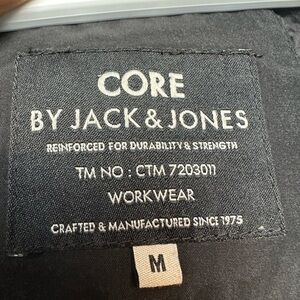 CORE
BY JACK & JONES
REINFORCED FOR DURABILITY & STRENGTH
TM NO : CTM 7203011
WORKWEAR
CRAFTED & MANUFACTURED SINCE 1975
M